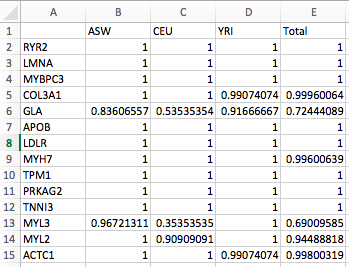 A B C D E
1 ASW CEU YRI Total
2 RYR2 1 1 1 1
3 LMNA 1 1 1 1
4 MYBPC3 1 1 1 1
5 COL3A1 1 1 0.99074074 0.99960064
6 GLA 0.83606557 0.53535354 0.91666667 0.72444089
7 APOB 1 1 1 1
8 LDLR 1 1 1 1
9 MYH7 1 1 1 0.99600639
10 TPM1 1 1 1 1
11 PRKAG2 1 1 1 1
12 TNNI3 1 1 1 1
13 MYL3 0.96721311 0.35353535 1 0.69009585
14 MYL2 1 0.90909091 1 0.94488818
15 ACTC1 1 1 0.99074074 0.99800319